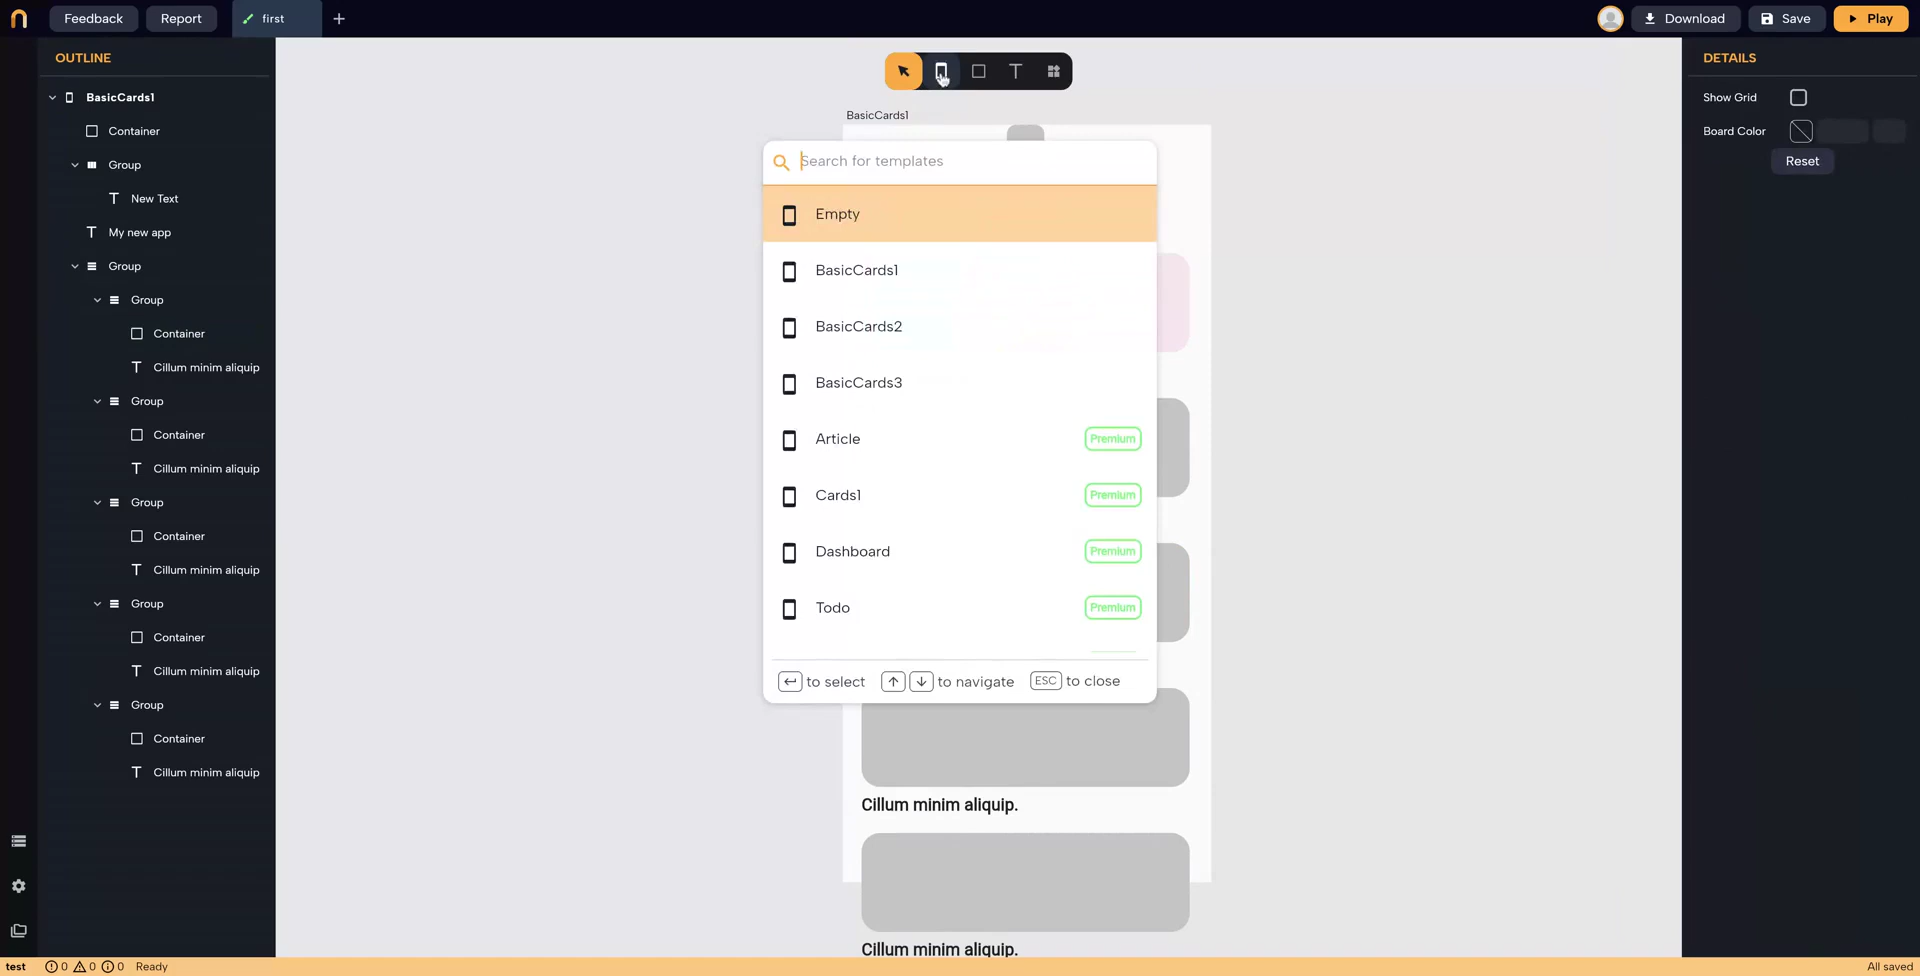 Feedback
Report
first
Download
Save
Play
OUTLINE
BasicCards1
Container
Group
New Text
My new app
Group
Group
Container
Cillum minim aliquip
Group
Container
Cillum minim aliquip
Group
Container
Cillum minim aliquip
Group
Container
Cillum minim aliquip
Group
Container
Cillum minim aliquip
BasicCards1
Search for templates
Empty
BasicCards1
BasicCards2
BasicCards3
Article Premium
Cards1 Premium
Dashboard Premium
Todo Premium
to select to navigate ESC to close
Cillum minim aliquip.
Cillum minim aliquip.
DETAILS
Show Grid
Board Color
Reset
test 0 0 0 Ready
All saved